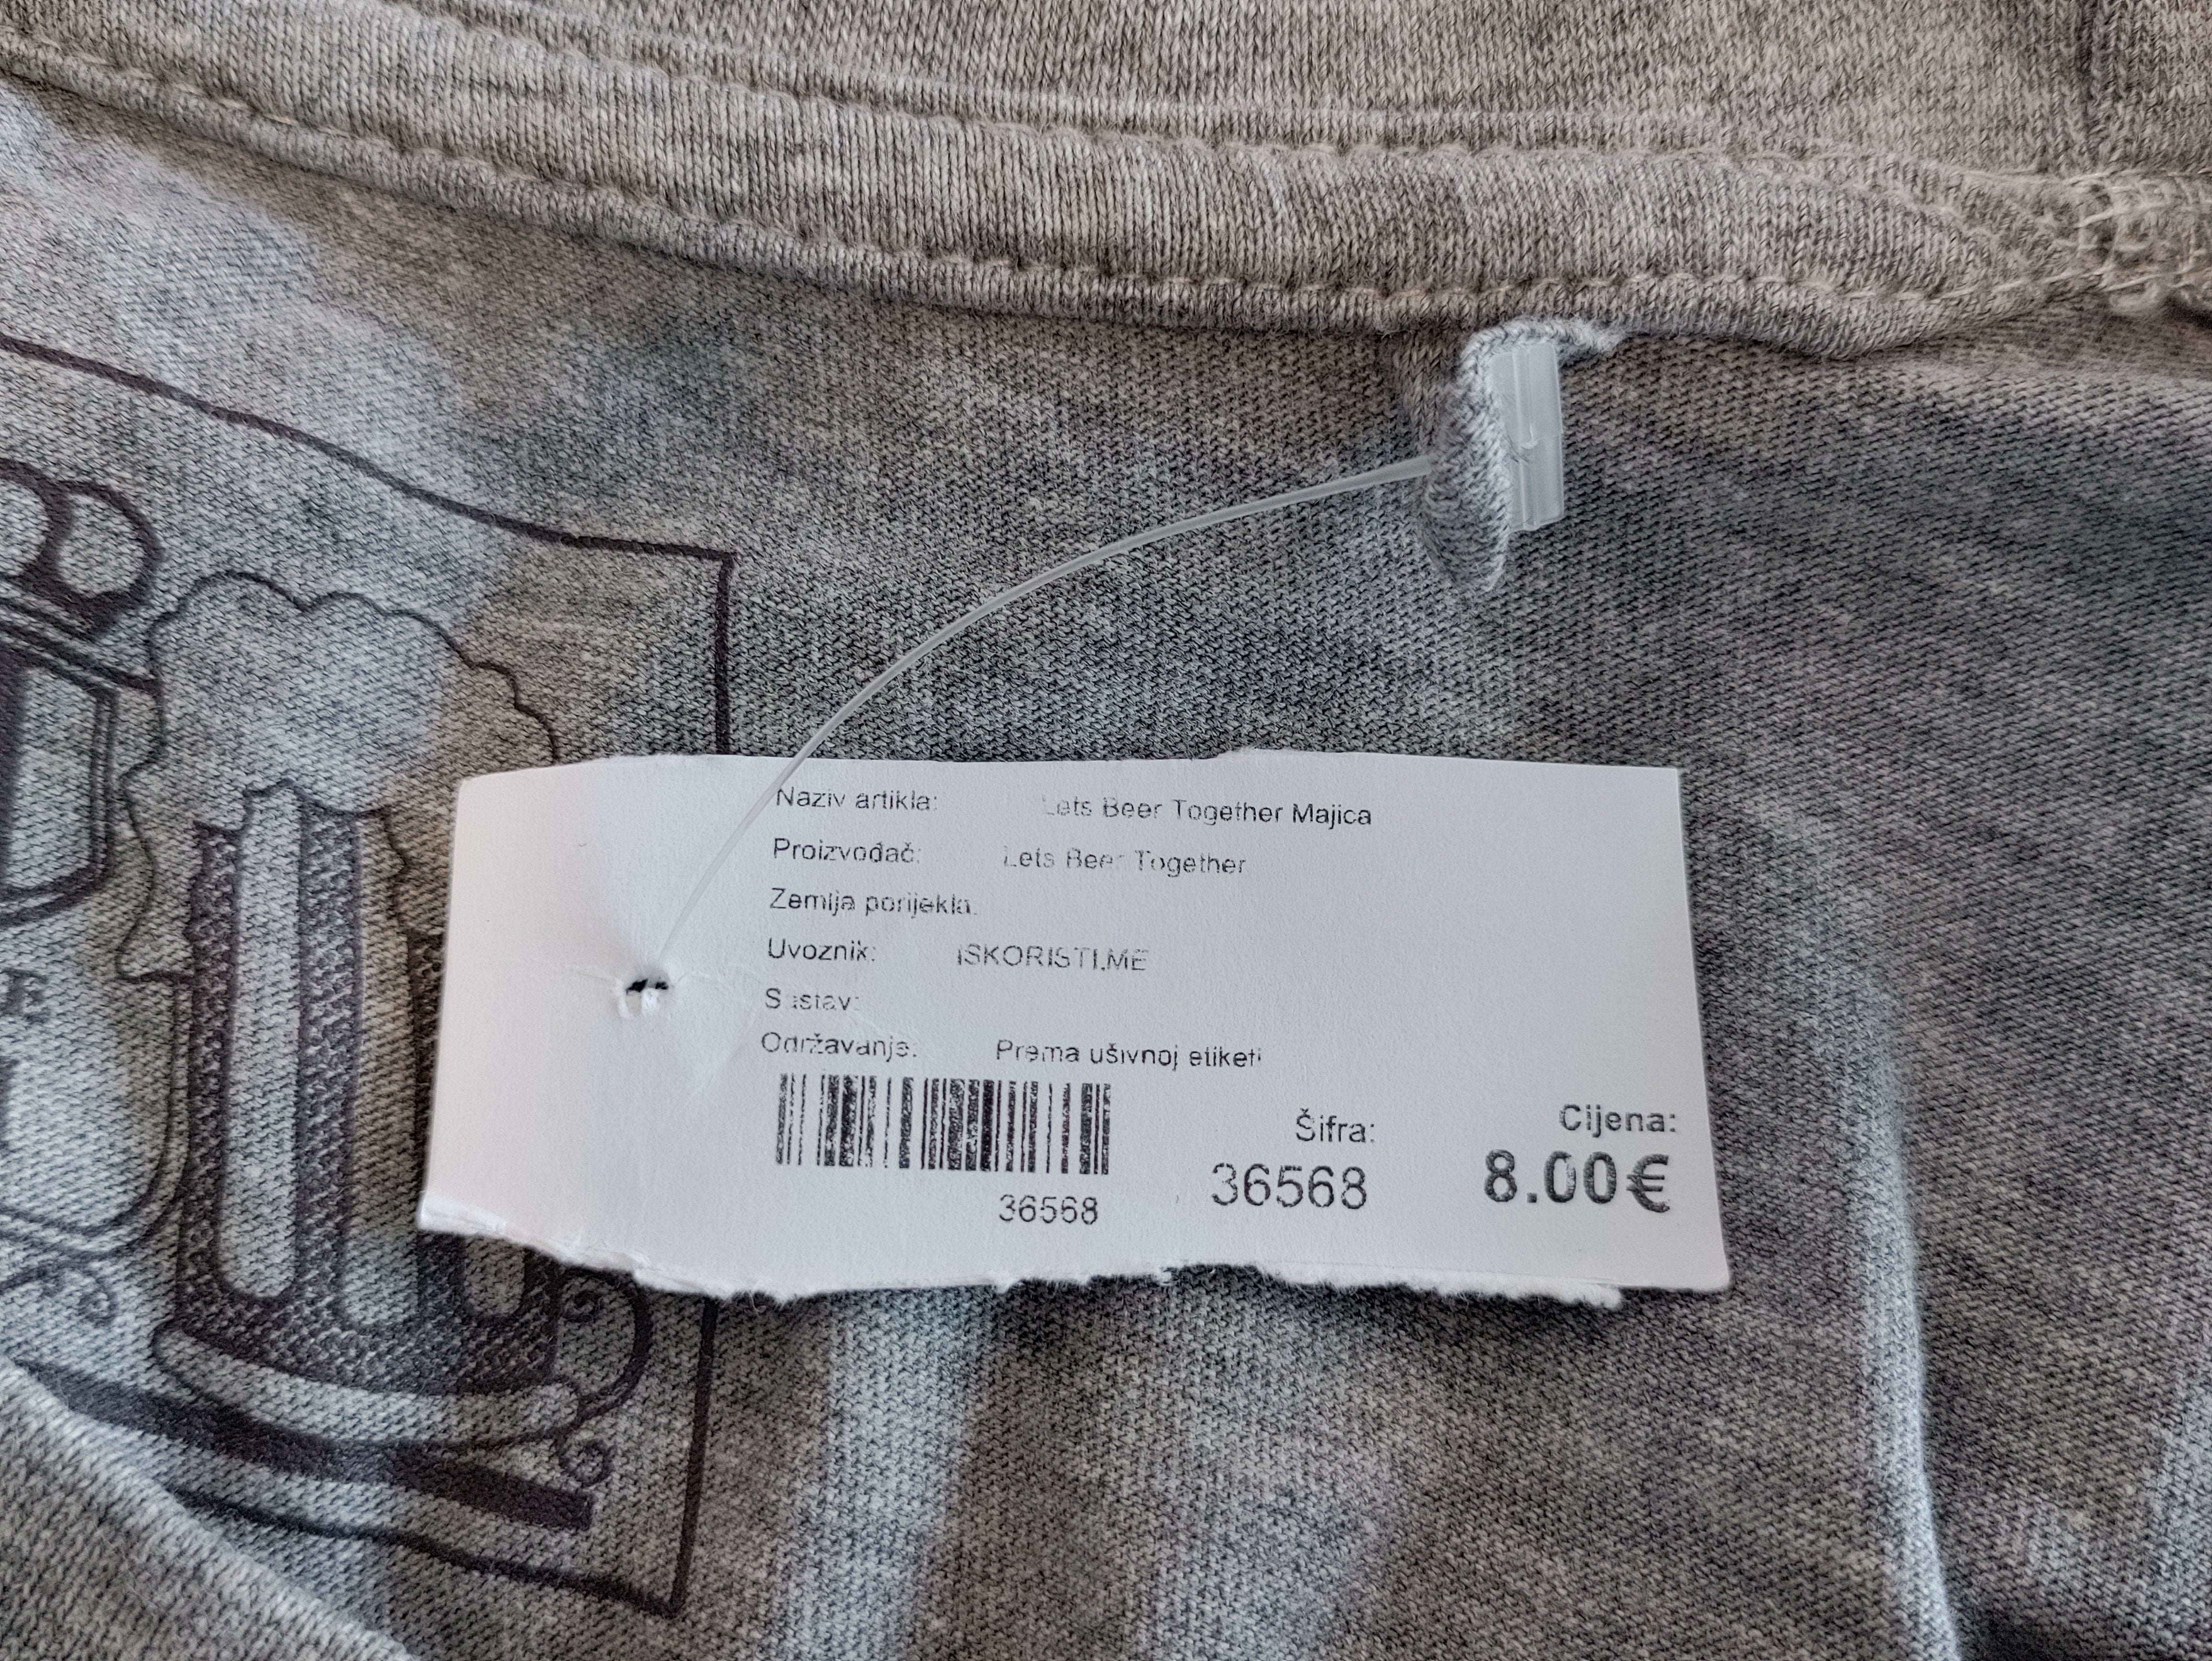 Naziv artikla: Lets Beer Together Majica
Proizvođač: Lets Beer Together
Zemlja porijekla:
Uvoznik: ISKORISTI.ME
Sastav:
Održavanje: Prema ušivnoj etiketi
36568
Šifra:
36568
Cijena:
8.00€